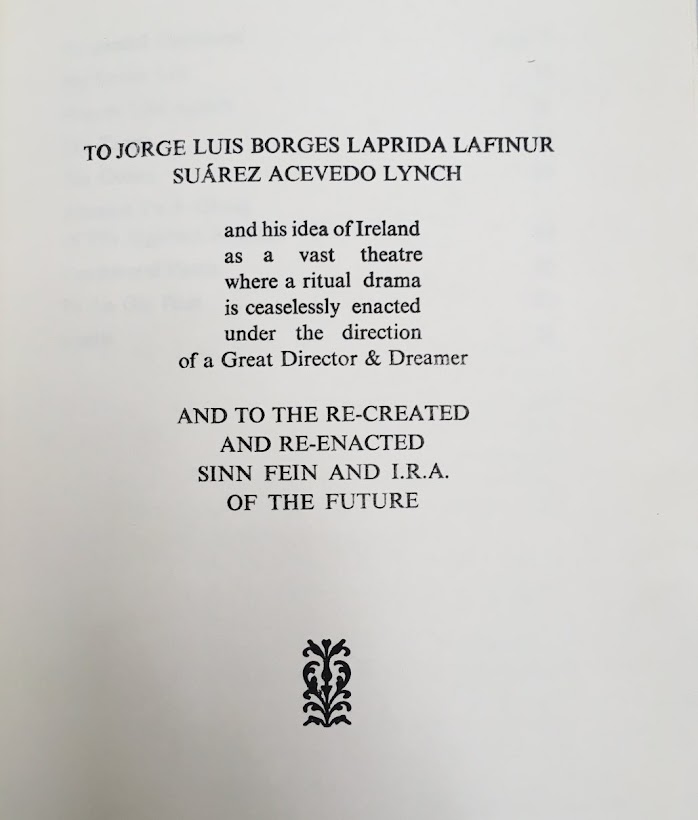 TO JORGE LUIS BORGES LAPRIDA LAFINUR
SUÁREZ ACEVEDO LYNCH
and his idea of Ireland
as a vast theatre
where a ritual drama
is ceaselessly enacted
under the direction
of a Great Director & Dreamer
AND TO THE RE-CREATED
AND RE-ENACTED
SINN FEIN AND I.R.A.
OF THE FUTURE